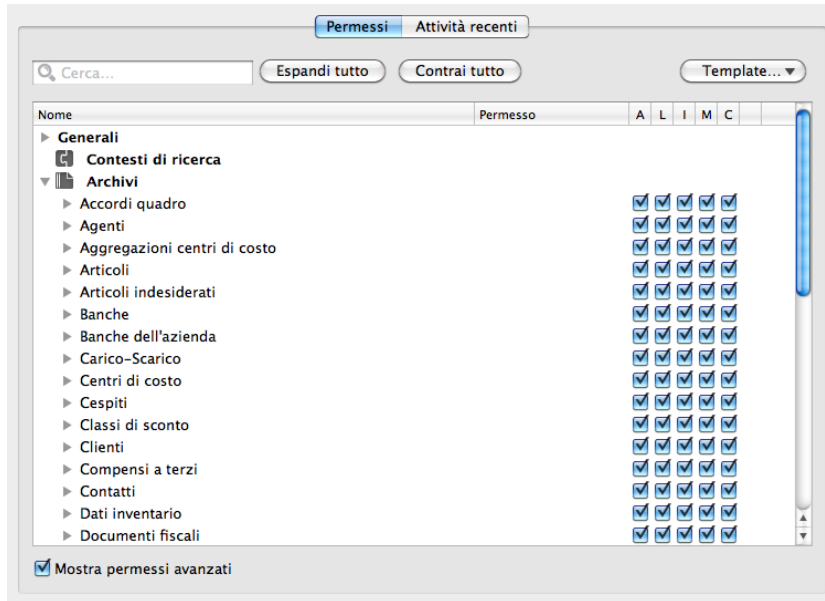 Permessi Attività recenti
Cerca... Espandi tutto Contrai tutto Template...
Nome Permesso A L I M C
Generali
Contesti di ricerca
Archivi
Accordi quadro
Agenti
Aggregazioni centri di costo
Articoli
Articoli indesiderati
Banche
Banche dell'azienda
Carico-Scarico
Centri di costo
Cespiti
Classi di sconto
Clienti
Compensi a terzi
Contatti
Dati inventario
Documenti fiscali
Mostra permessi avanzati